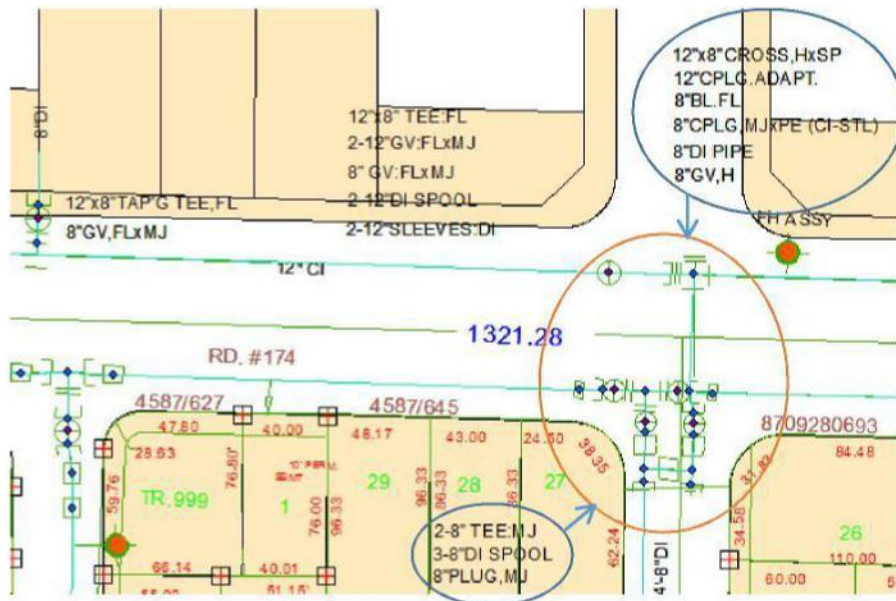 12"x8"CROSS,HxSP
12"CPLG.ADAPT.
8"BL.FL
8"CPLG,MJxPE (CI-STL)
8"DI PIPE
8"GV,H
8"DI
12"x8" TEE:FL
2-12"GV:FLxMJ
8" GV:FLxMJ
2-12"DI SPOOL
2-12"SLEEVES:DI
12"x8"TAP'G TEE,FL
8"GV,FLxMJ
FH ASSY
12" CI
1321.28
RD. #174
4587/627
4587/645
8709280693
47.80
40.00
48.17
43.00
24.50
38.35
84.48
28.63
76.80'
59.76
TR.999
1
76.00
96.33
29
96.33
86.33
28
86.33
27
31.82
34.58
26
62.24
2-8" TEE:MJ
3-8"DI SPOOL
8"PLUG,MJ
4'-8"DI
66.14
40.01
110.00
60.00
51.15'